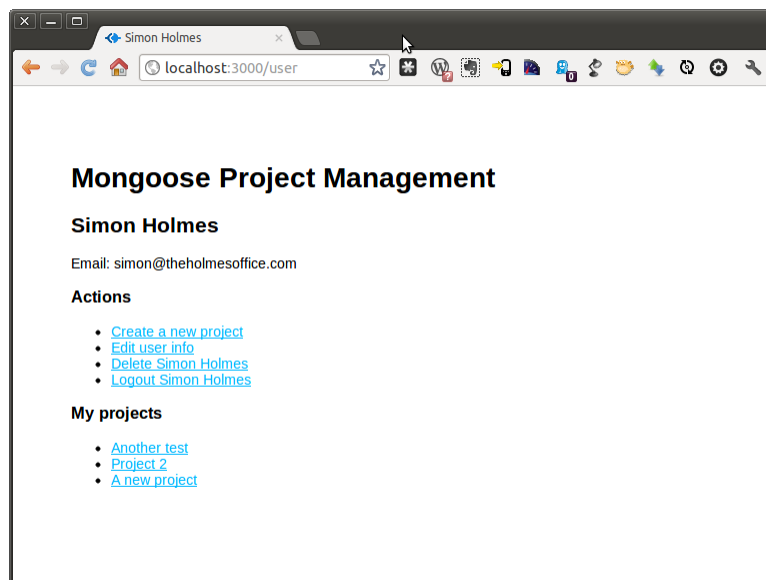 Simon Holmes
localhost:3000/user
0
Mongoose Project Management
Simon Holmes
Email: simon@theholmesoffice.com
Actions
Create a new project
Edit user info
Delete Simon Holmes
Logout Simon Holmes
My projects
Another test
Project 2
A new project